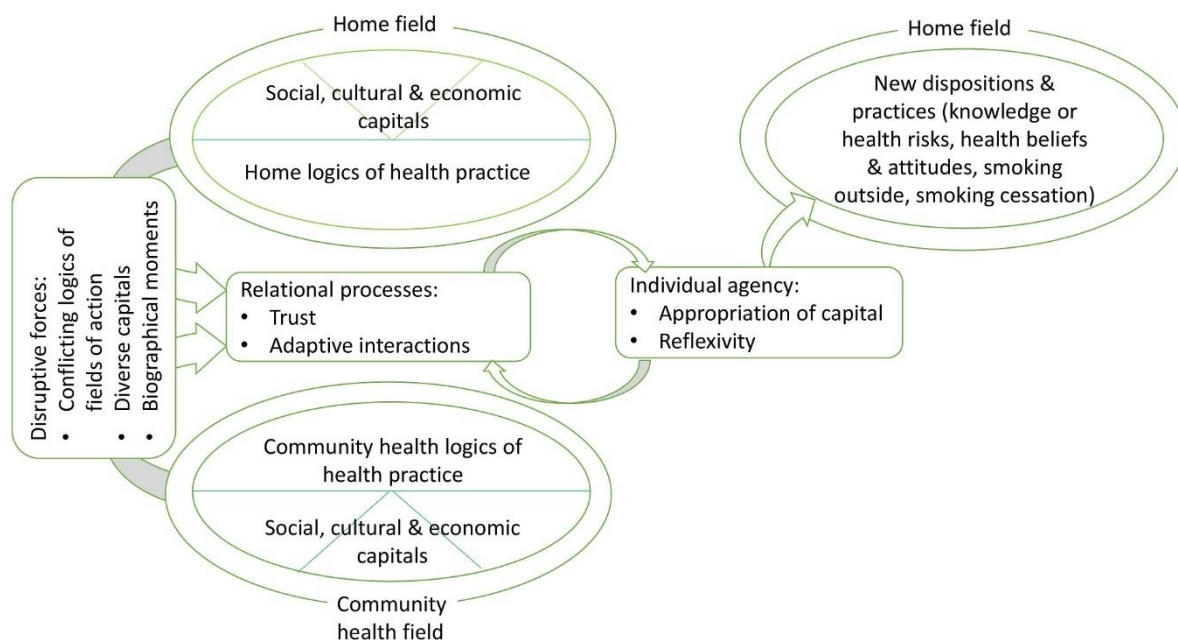 Home field
Social, cultural & economic
capitals
Home logics of health practice
Disruptive forces:
• Conflicting logics of
fields of action
• Diverse capitals
• Biographical moments
Relational processes:
• Trust
• Adaptive interactions
Individual agency:
• Appropriation of capital
• Reflexivity
Home field
New dispositions &
practices (knowledge or
health risks, health beliefs
& attitudes, smoking
outside, smoking cessation)
Community health logics of
health practice
Social, cultural & economic
capitals
Community
health field